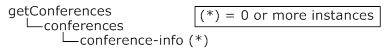 getConferences
(*) = 0 or more instances
conferences
conference-info (*)